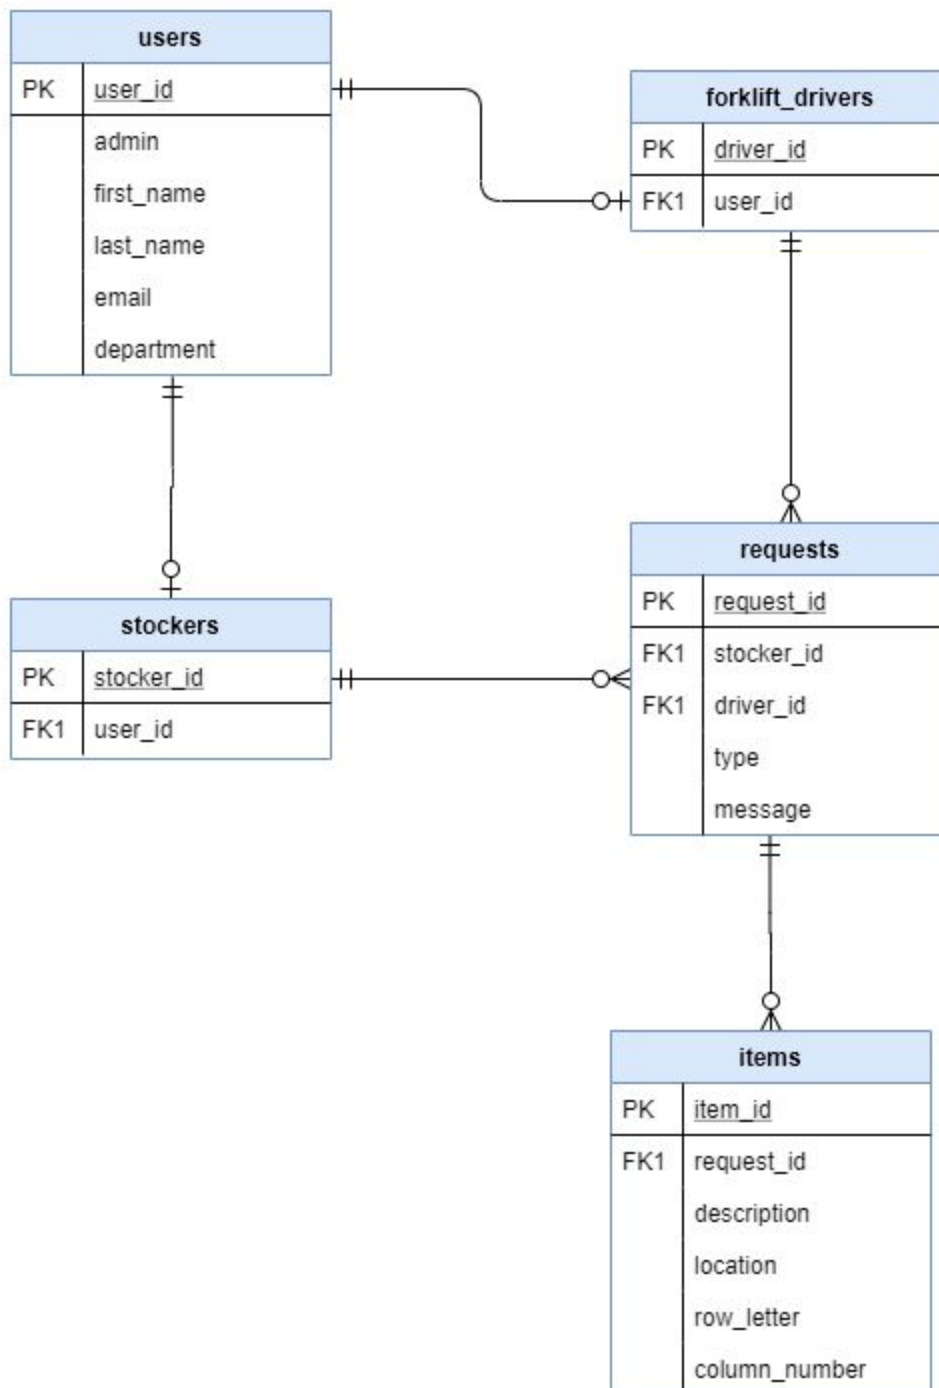 users
PK user_id
admin
first_name
last_name
email
department
forklift_drivers
PK driver_id
FK1 user_id
stockers
PK stocker_id
FK1 user_id
requests
PK request_id
FK1 stocker_id
FK1 driver_id
type
message
items
PK item_id
FK1 request_id
description
location
row_letter
column_number